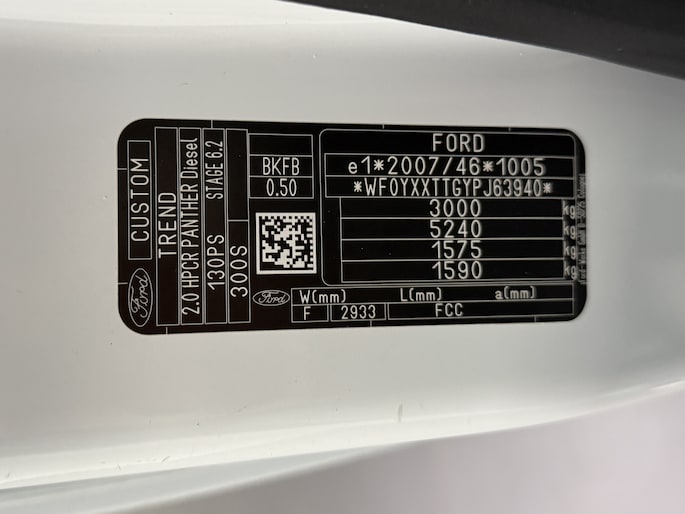 CUSTOM
TREND
2.0 HPCR PANTHER Diesel
130PS STAGE 6.2
300S
Ford
BKFB
0.50
FORD
e1*2007/46*1005
*WF0YXXTTGYPJ63940*
3000 kg
5240 kg
1575 kg
1590 kg
Ford
W(mm) L(mm) a(mm)
F 2933 FCC